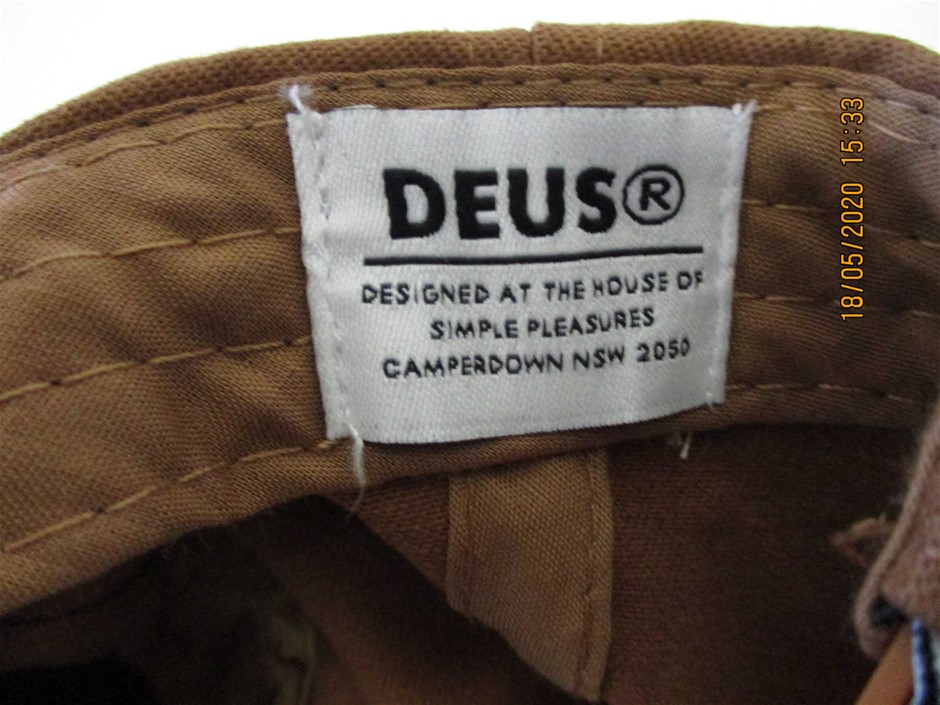 DEUS®
DESIGNED AT THE HOUSE OF
SIMPLE PLEASURES
CAMPERDOWN NSW 2050
18/05/2020 15:33